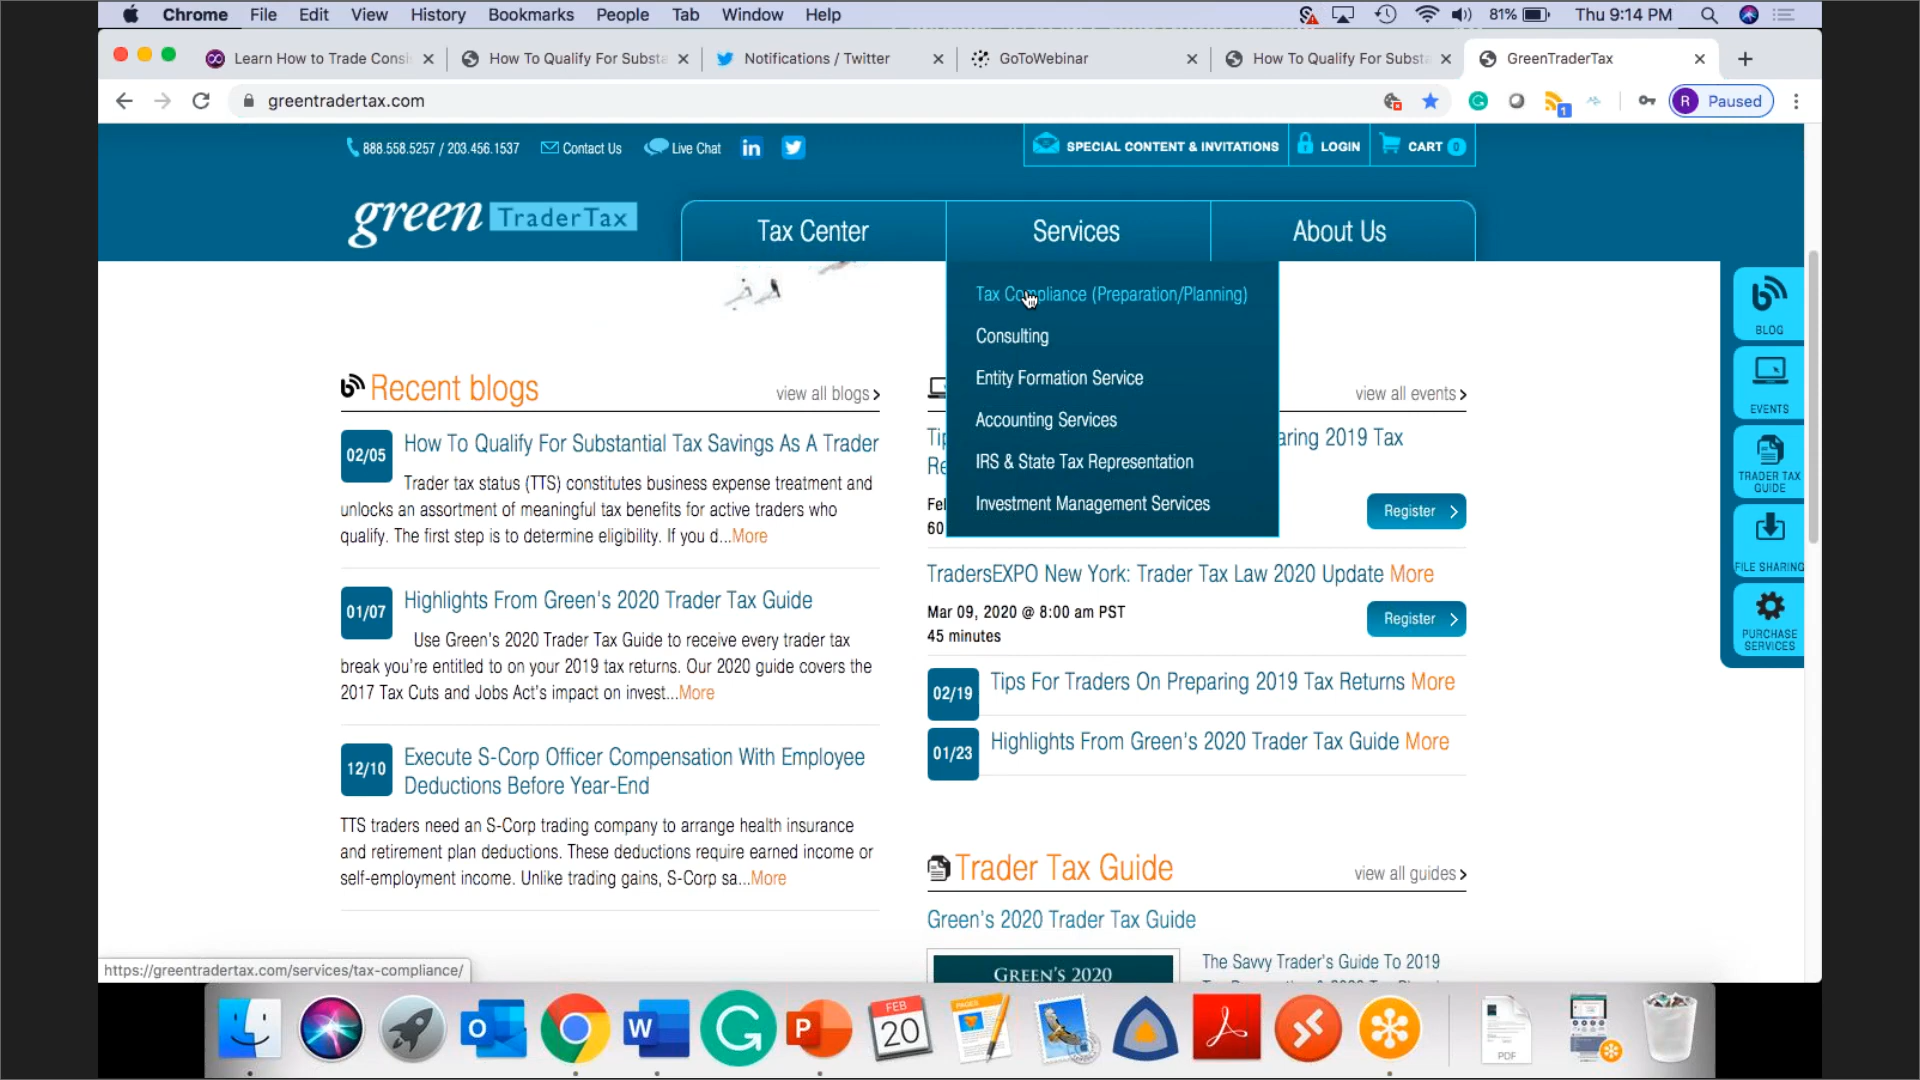 Chrome File Edit View History Bookmarks People Tab Window Help
81% Thu 9:14 PM
Learn How to Trade Consi
How To Qualify For Substa
Notifications / Twitter
GoToWebinar
How To Qualify For Substa
GreenTraderTax
greentradertax.com
1
R Paused
888.558.5257 / 203.456.1537
Contact Us
Live Chat
in
SPECIAL CONTENT & INVITATIONS
LOGIN
CART 0
green TraderTax
Tax Center
Services
About Us
Tax Compliance (Preparation/Planning)
Consulting
Entity Formation Service
Accounting Services
IRS & State Tax Representation
Investment Management Services
BLOG
EVENTS
TRADER TAX
GUIDE
FILE SHARING
PURCHASE
SERVICES
Recent blogs
view all blogs
02/05
How To Qualify For Substantial Tax Savings As A Trader
Trader tax status (TTS) constitutes business expense treatment and
unlocks an assortment of meaningful tax benefits for active traders who
qualify. The first step is to determine eligibility. If you d...More
01/07
Highlights From Green's 2020 Trader Tax Guide
Use Green's 2020 Trader Tax Guide to receive every trader tax
break you're entitled to on your 2019 tax returns. Our 2020 guide covers the
2017 Tax Cuts and Jobs Act's impact on invest...More
12/10
Execute S-Corp Officer Compensation With Employee
Deductions Before Year-End
TTS traders need an S-Corp trading company to arrange health insurance
and retirement plan deductions. These deductions require earned income or
self-employment income. Unlike trading gains, S-Corp sa...More
view all events
Tip
aring 2019 Tax
Re
Fel
60
Register
TradersEXPO New York: Trader Tax Law 2020 Update More
Mar 09, 2020 @ 8:00 am PST
45 minutes
Register
02/19
Tips For Traders On Preparing 2019 Tax Returns More
01/23
Highlights From Green's 2020 Trader Tax Guide More
Trader Tax Guide
view all guides
Green's 2020 Trader Tax Guide
GREEN'S 2020
The Savvy Trader's Guide To 2019
https://greentradertax.com/services/tax-compliance/
O
W
P
FEB
20
PAGES
PDF